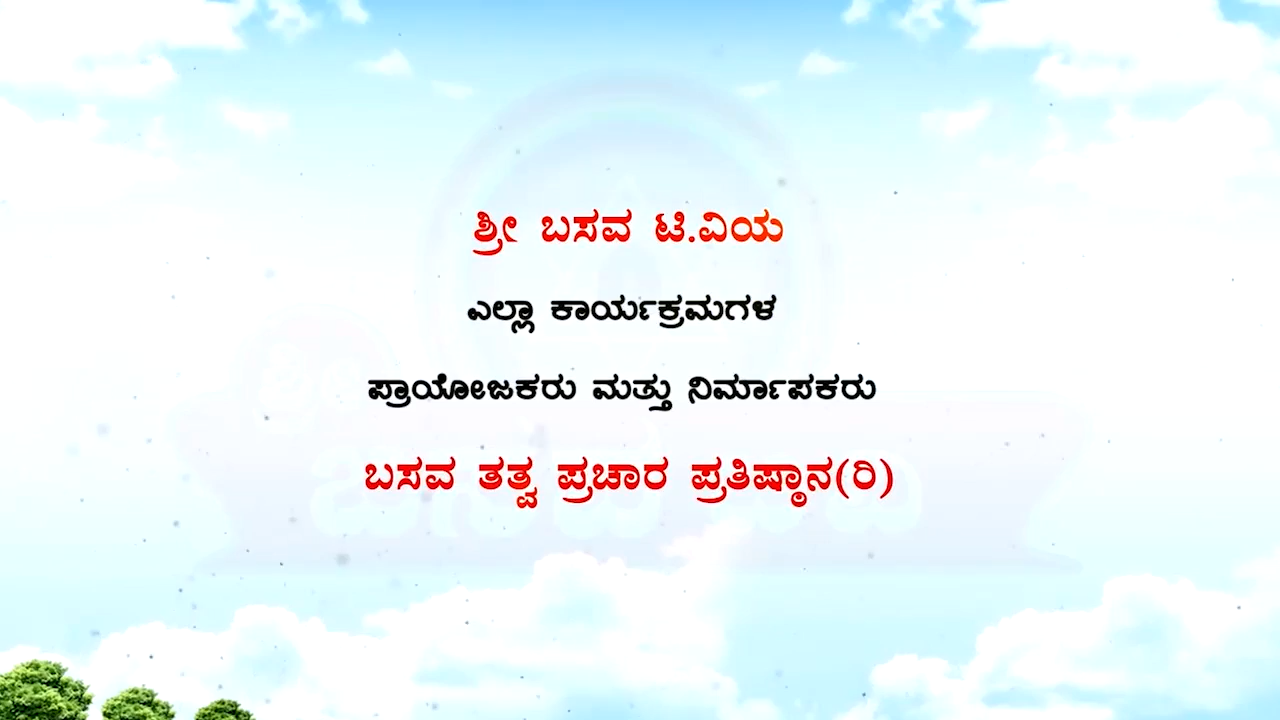 ಶ್ರೀ ಬಸವ ಟಿ.ವಿಯ
ಎಲ್ಲಾ ಕಾರ್ಯಕ್ರಮಗಳ
ಪ್ರಾಯೋಜಕರು ಮತ್ತು ನಿರ್ಮಾಪಕರು
ಬಸವ ತತ್ವ ಪ್ರಚಾರ ಪ್ರತಿಷ್ಠಾನ(ರಿ)